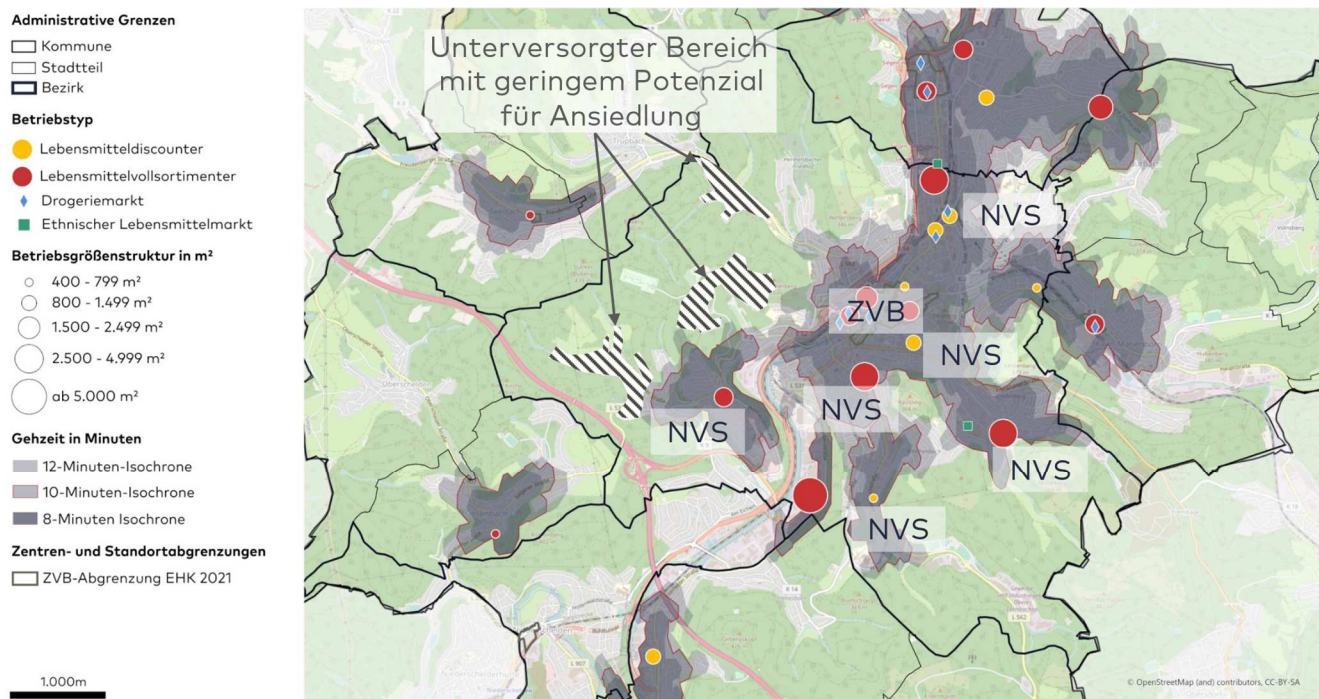 Administrative Grenzen
Kommune
Stadtteil
Bezirk
Betriebstyp
Lebensmitteldiscounter
Lebensmittelvollsortimenter
Drogeriemarkt
Ethnischer Lebensmittelmarkt
Betriebsgrößenstruktur in m²
400 - 799 m²
800 - 1.499 m²
1.500 - 2.499 m²
2.500 - 4.999 m²
ab 5.000 m²
Gehzeit in Minuten
12-Minuten-Isochrone
10-Minuten-Isochrone
8-Minuten Isochrone
Zentren- und Standortabgrenzungen
ZVB-Abgrenzung EHK 2021
1.000m
Unterversorgter Bereich
mit geringem Potenzial
für Ansiedlung
Trupbach
NVS
ZVB
NVS
NVS
NVS
NVS
NVS
L 562
L 907
K 14
© OpenStreetMap (and) contributors, CC-BY-SA